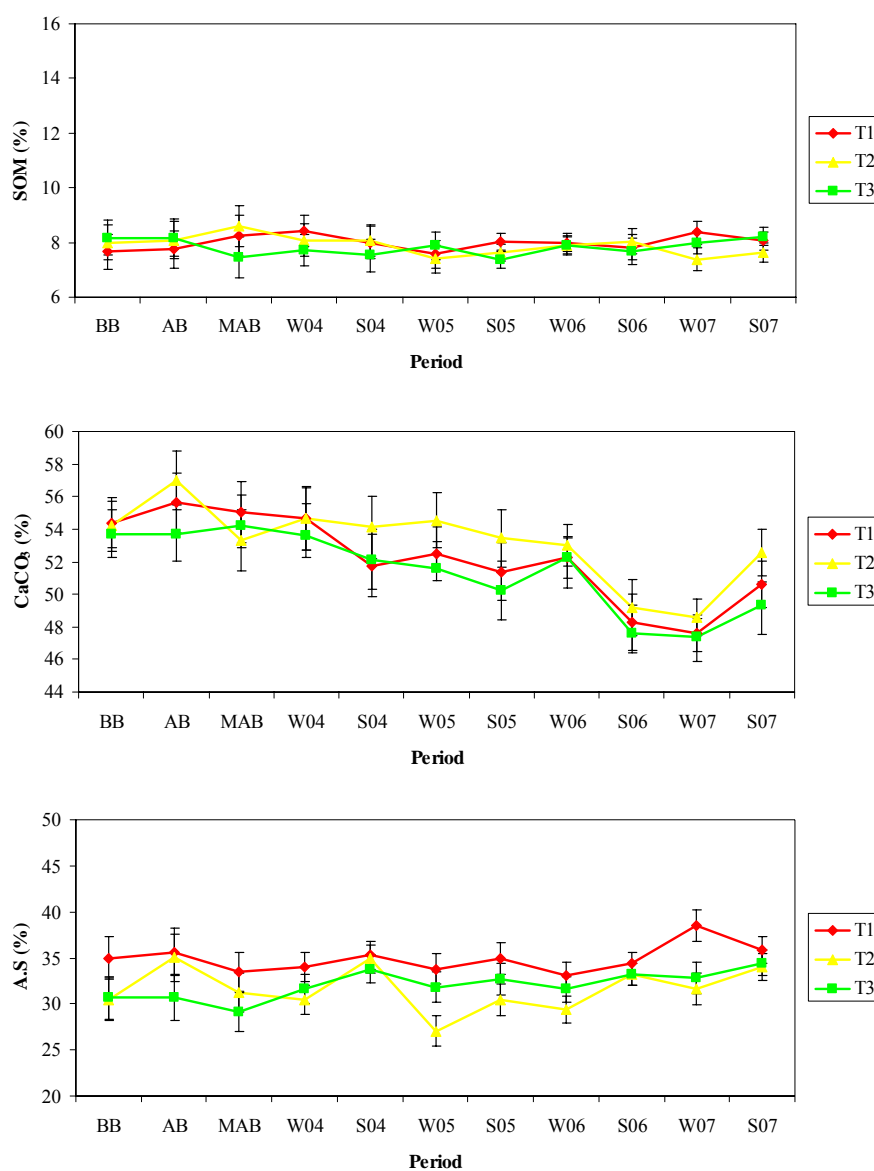 16
14
12
10
8
6
SOM (%)
BB AB MAB W04 S04 W05 S05 W06 S06 W07 S07
Period
T1
T2
T3
60
58
56
54
52
50
48
46
44
CaCO3 (%)
BB AB MAB W04 S04 W05 S05 W06 S06 W07 S07
Period
T1
T2
T3
50
45
40
35
30
25
20
A.S (%)
BB AB MAB W04 S04 W05 S05 W06 S06 W07 S07
Period
T1
T2
T3